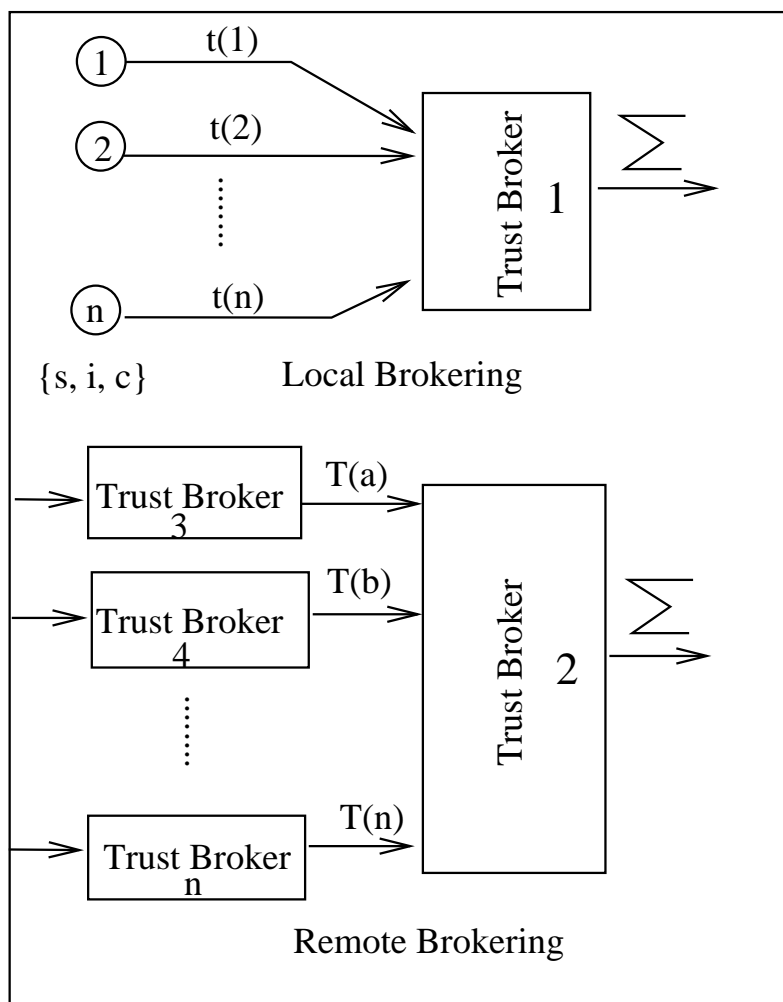 1
t(1)
2
t(2)
n
t(n)
Trust Broker 1
∑
{s, i, c}
Local Brokering
Trust Broker
3
T(a)
Trust Broker
4
T(b)
Trust Broker
n
T(n)
Trust Broker 2
∑
Remote Brokering